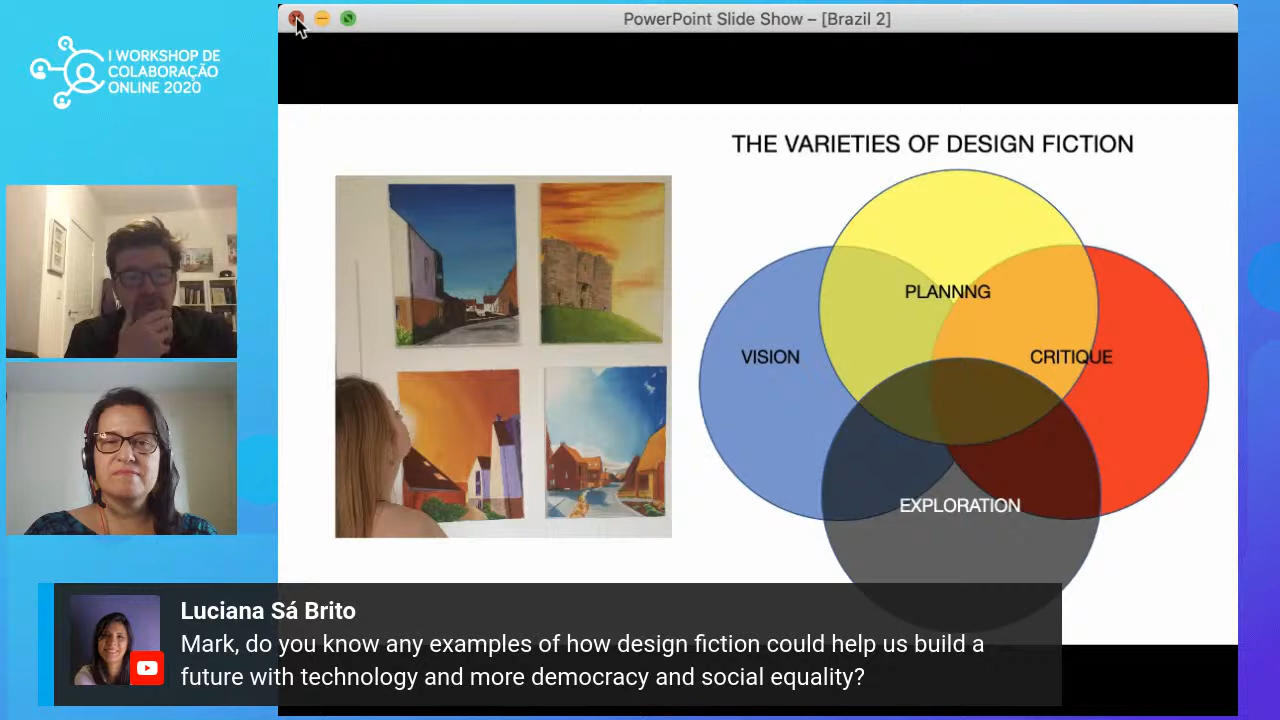 I WORKSHOP DE
COLABORAÇÃO
ONLINE 2020
PowerPoint Slide Show – [Brazil 2]
THE VARIETIES OF DESIGN FICTION
PLANNNG
VISION
CRITIQUE
EXPLORATION
Luciana Sá Brito
Mark, do you know any examples of how design fiction could help us build a
future with technology and more democracy and social equality?